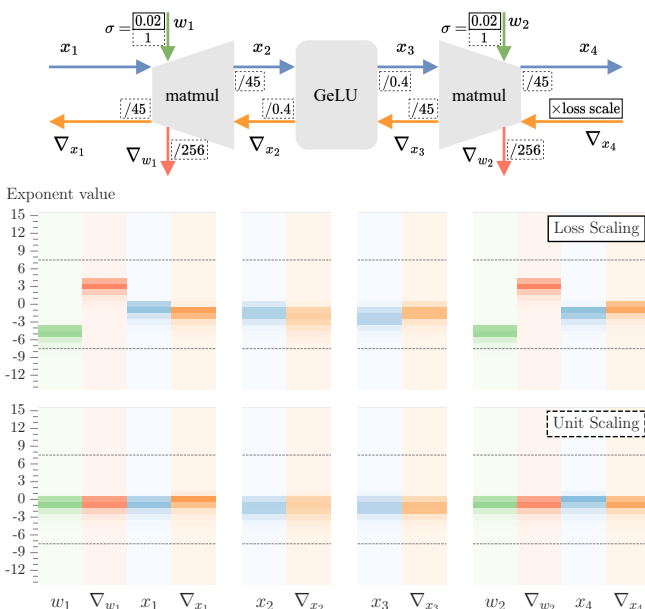 σ = 0.02 w₁ σ = 0.02 w₂
1 1
x₁ x₂ x₃ x₄
matmul /45 GeLU /0.4 matmul /45
/45 /0.4 /45 ×loss scale
∇x₁ ∇w₁ /256 ∇x₂ ∇x₃ ∇w₂ /256 ∇x₄
Exponent value
15
12
9
6
3
0
-3
-6
-9
-12
Loss Scaling
15
12
9
6
3
0
-3
-6
-9
-12
Unit Scaling
w₁ ∇w₁ x₁ ∇x₁ x₂ ∇x₂ x₃ ∇x₃ w₂ ∇w₂ x₄ ∇x₄